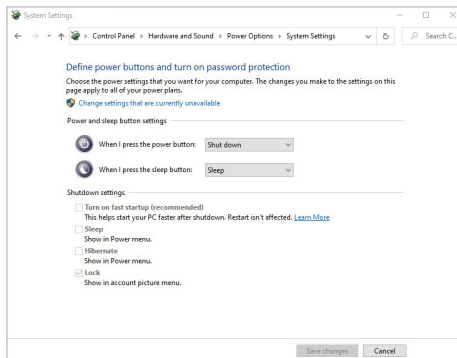 System Settings
Control Panel › Hardware and Sound › Power Options › System Settings
Search C...
Define power buttons and turn on password protection
Choose the power settings that you want for your computer. The changes you make to the settings on this
page apply to all of your power plans.
Change settings that are currently unavailable
Power and sleep button settings
When I press the power button: Shut down
When I press the sleep button: Sleep
Shutdown settings
Turn on fast startup (recommended)
This helps start your PC faster after shutdown. Restart isn't affected. Learn More
Sleep
Show in Power menu.
Hibernate
Show in Power menu.
Lock
Show in account picture menu.
Save changes Cancel